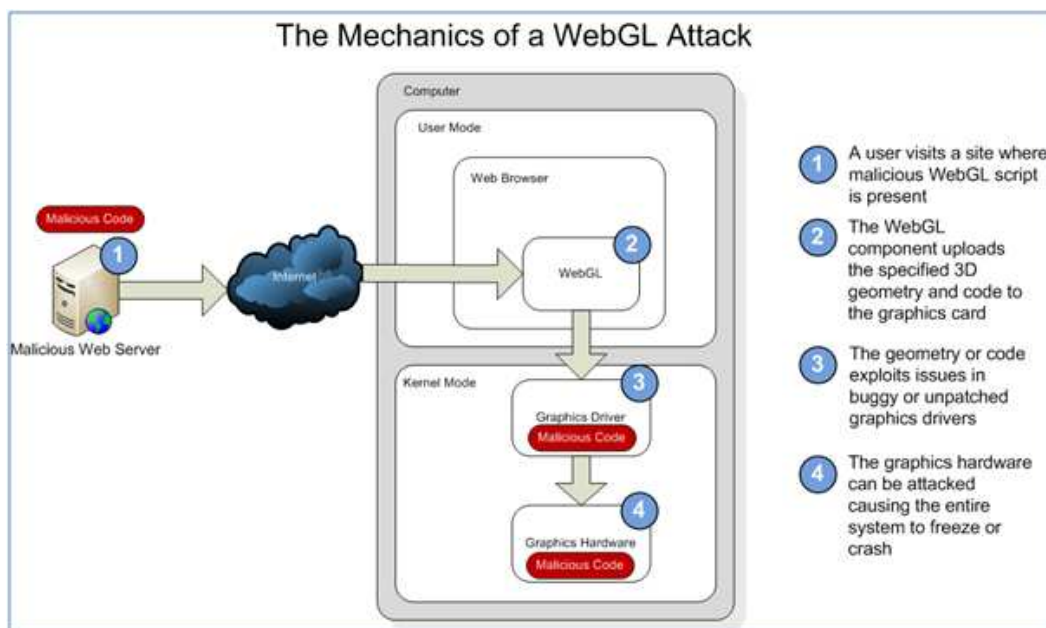 The Mechanics of a WebGL Attack
Computer
User Mode
Web Browser
Malicious Code
1
Internet
2
WebGL
Malicious Web Server
Kernel Mode
3
Graphics Driver
Malicious Code
4
Graphics Hardware
Malicious Code
1
A user visits a site where
malicious WebGL script
is present
2
The WebGL
component uploads
the specified 3D
geometry and code to
the graphics card
3
The geometry or code
exploits issues in
buggy or unpatched
graphics drivers
4
The graphics hardware
can be attacked
causing the entire
system to freeze or
crash